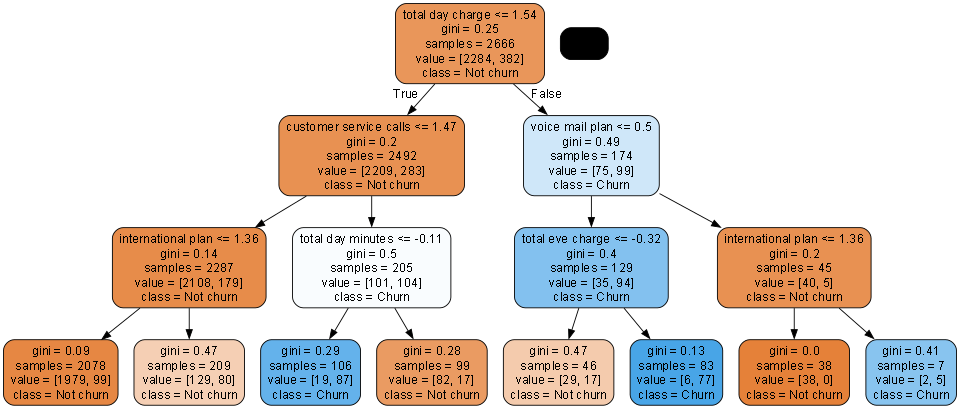 total day charge <= 1.54
gini = 0.25
samples = 2666
value = [2284, 382]
class = Not churn
True
False
customer service calls <= 1.47
gini = 0.2
samples = 2492
value = [2209, 283]
class = Not churn
voice mail plan <= 0.5
gini = 0.49
samples = 174
value = [75, 99]
class = Churn
international plan <= 1.36
gini = 0.14
samples = 2287
value = [2108, 179]
class = Not churn
total day minutes <= -0.11
gini = 0.5
samples = 205
value = [101, 104]
class = Churn
total eve charge <= -0.32
gini = 0.4
samples = 129
value = [35, 94]
class = Churn
international plan <= 1.36
gini = 0.2
samples = 45
value = [40, 5]
class = Not churn
gini = 0.09
samples = 2078
value = [1979, 99]
class = Not churn
gini = 0.47
samples = 209
value = [129, 80]
class = Not churn
gini = 0.29
samples = 106
value = [19, 87]
class = Churn
gini = 0.28
samples = 99
value = [82, 17]
class = Not churn
gini = 0.47
samples = 46
value = [29, 17]
class = Not churn
gini = 0.13
samples = 83
value = [6, 77]
class = Churn
gini = 0.0
samples = 38
value = [38, 0]
class = Not churn
gini = 0.41
samples = 7
value = [2, 5]
class = Churn